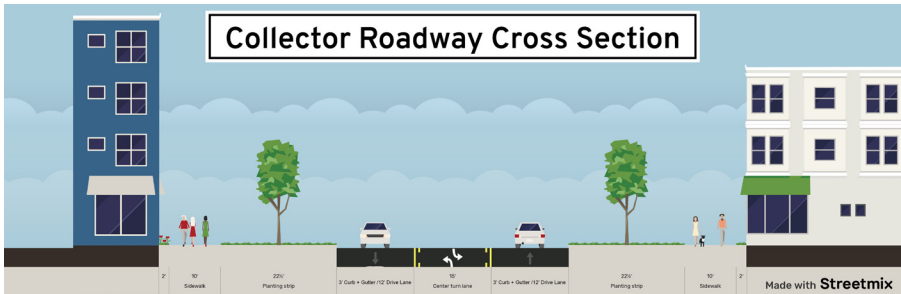 Collector Roadway Cross Section
2' 10' 22½' 15' 22½' 10' 2'
Sidewalk Planting strip 3' Curb + Gutter /12' Drive Lane Center turn lane 3' Curb + Gutter /12' Drive Lane Planting strip Sidewalk
Made with Streetmix